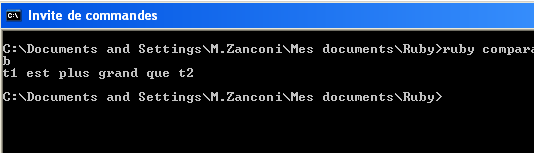 Invite de commandes
C:\Documents and Settings\M.Zanconi\Mes documents\Ruby>ruby compara
b
t1 est plus grand que t2
C:\Documents and Settings\M.Zanconi\Mes documents\Ruby>